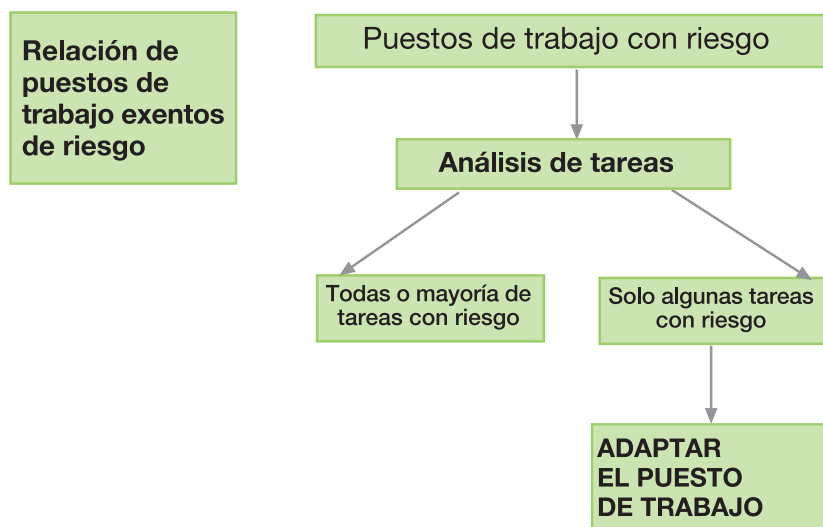 Relación de
puestos de
trabajo exentos
de riesgo
Puestos de trabajo con riesgo
Análisis de tareas
Todas o mayoría de
tareas con riesgo
Solo algunas tareas
con riesgo
ADAPTAR
EL PUESTO
DE TRABAJO